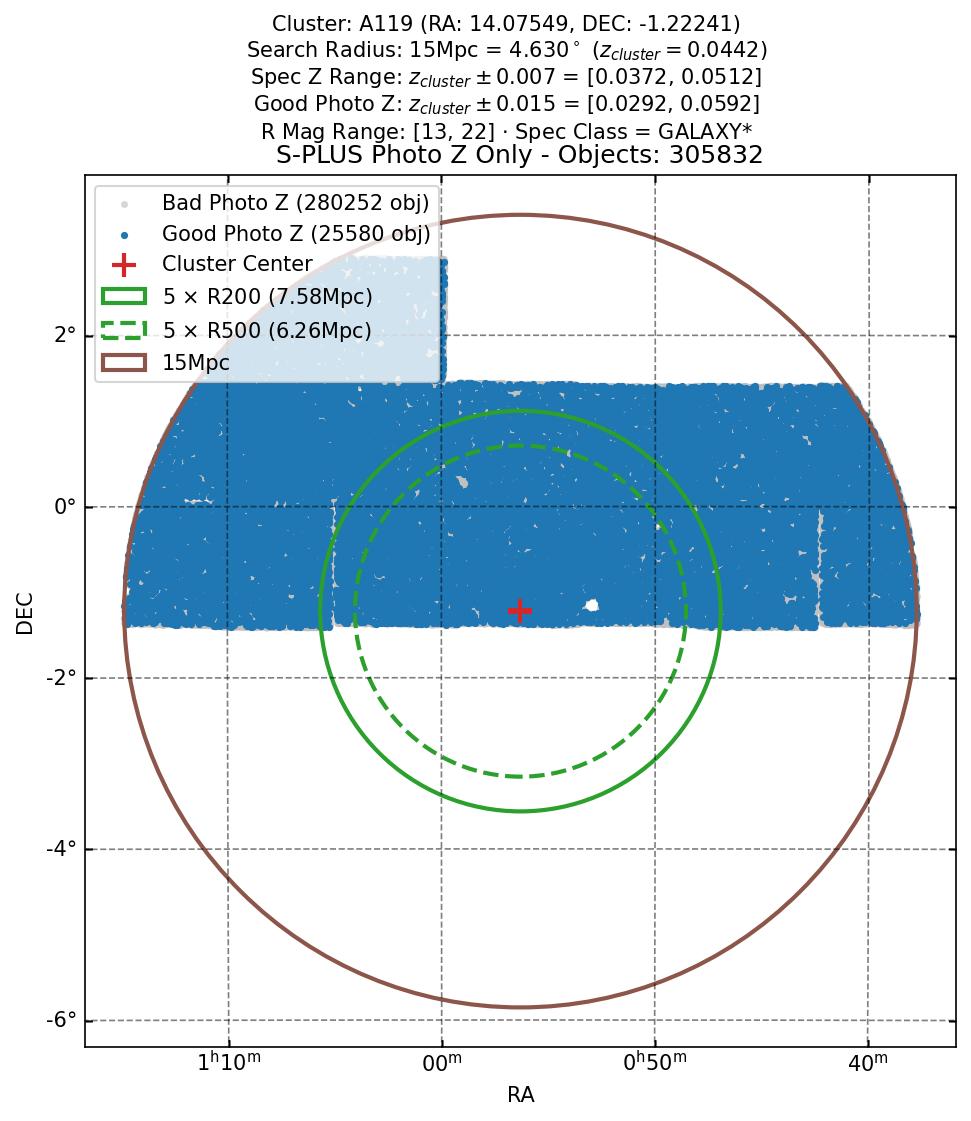 Cluster: A119 (RA: 14.07549, DEC: -1.22241)
Search Radius: 15Mpc = 4.630° (z_cluster = 0.0442)
Spec Z Range: z_cluster ± 0.007 = [0.0372, 0.0512]
Good Photo Z: z_cluster ± 0.015 = [0.0292, 0.0592]
R Mag Range: [13, 22] · Spec Class = GALAXY*
S-PLUS Photo Z Only - Objects: 305832
Bad Photo Z (280252 obj)
Good Photo Z (25580 obj)
Cluster Center
5 × R200 (7.58Mpc)
5 × R500 (6.26Mpc)
15Mpc
2°
0°
-2°
-4°
-6°
DEC
1ʰ10ᵐ 00ᵐ 0ʰ50ᵐ 40ᵐ
RA